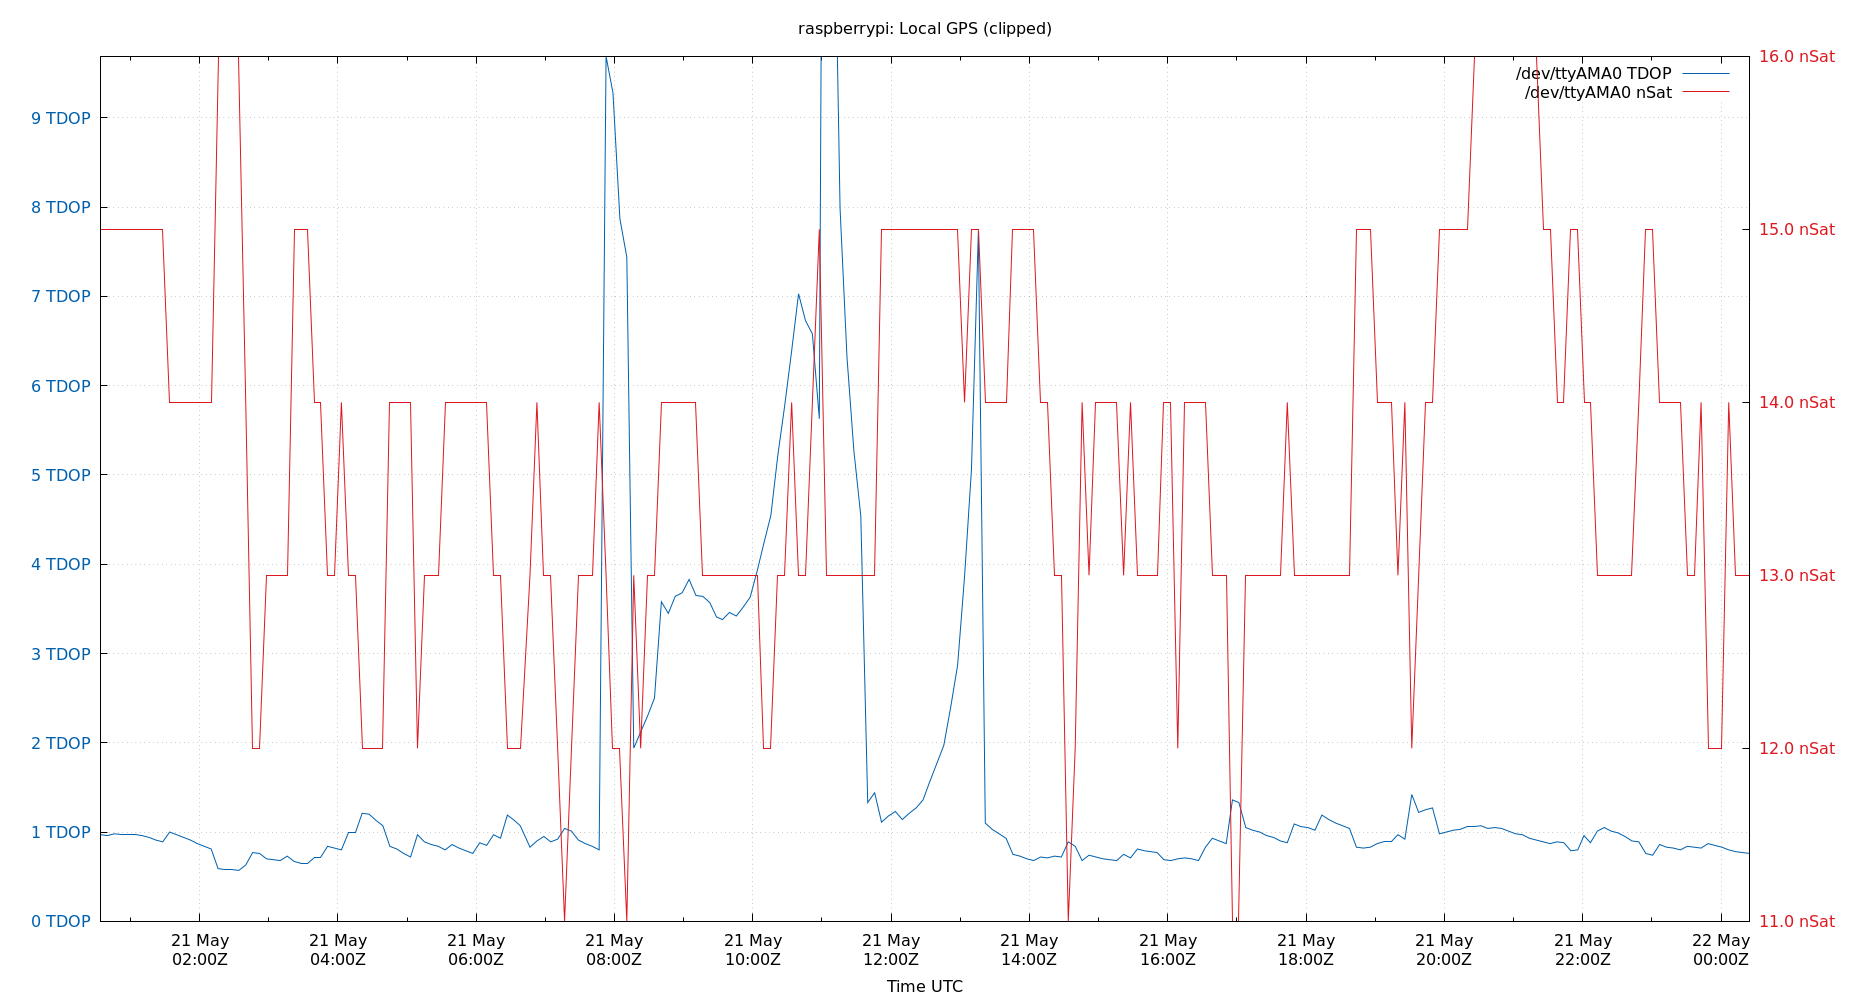 raspberrypi: Local GPS (clipped)
/dev/ttyAMA0 TDOP
/dev/ttyAMA0 nSat
9 TDOP
8 TDOP
7 TDOP
6 TDOP
5 TDOP
4 TDOP
3 TDOP
2 TDOP
1 TDOP
0 TDOP
16.0 nSat
15.0 nSat
14.0 nSat
13.0 nSat
12.0 nSat
11.0 nSat
21 May
02:00Z
21 May
04:00Z
21 May
06:00Z
21 May
08:00Z
21 May
10:00Z
21 May
12:00Z
21 May
14:00Z
21 May
16:00Z
21 May
18:00Z
21 May
20:00Z
21 May
22:00Z
22 May
00:00Z
Time UTC